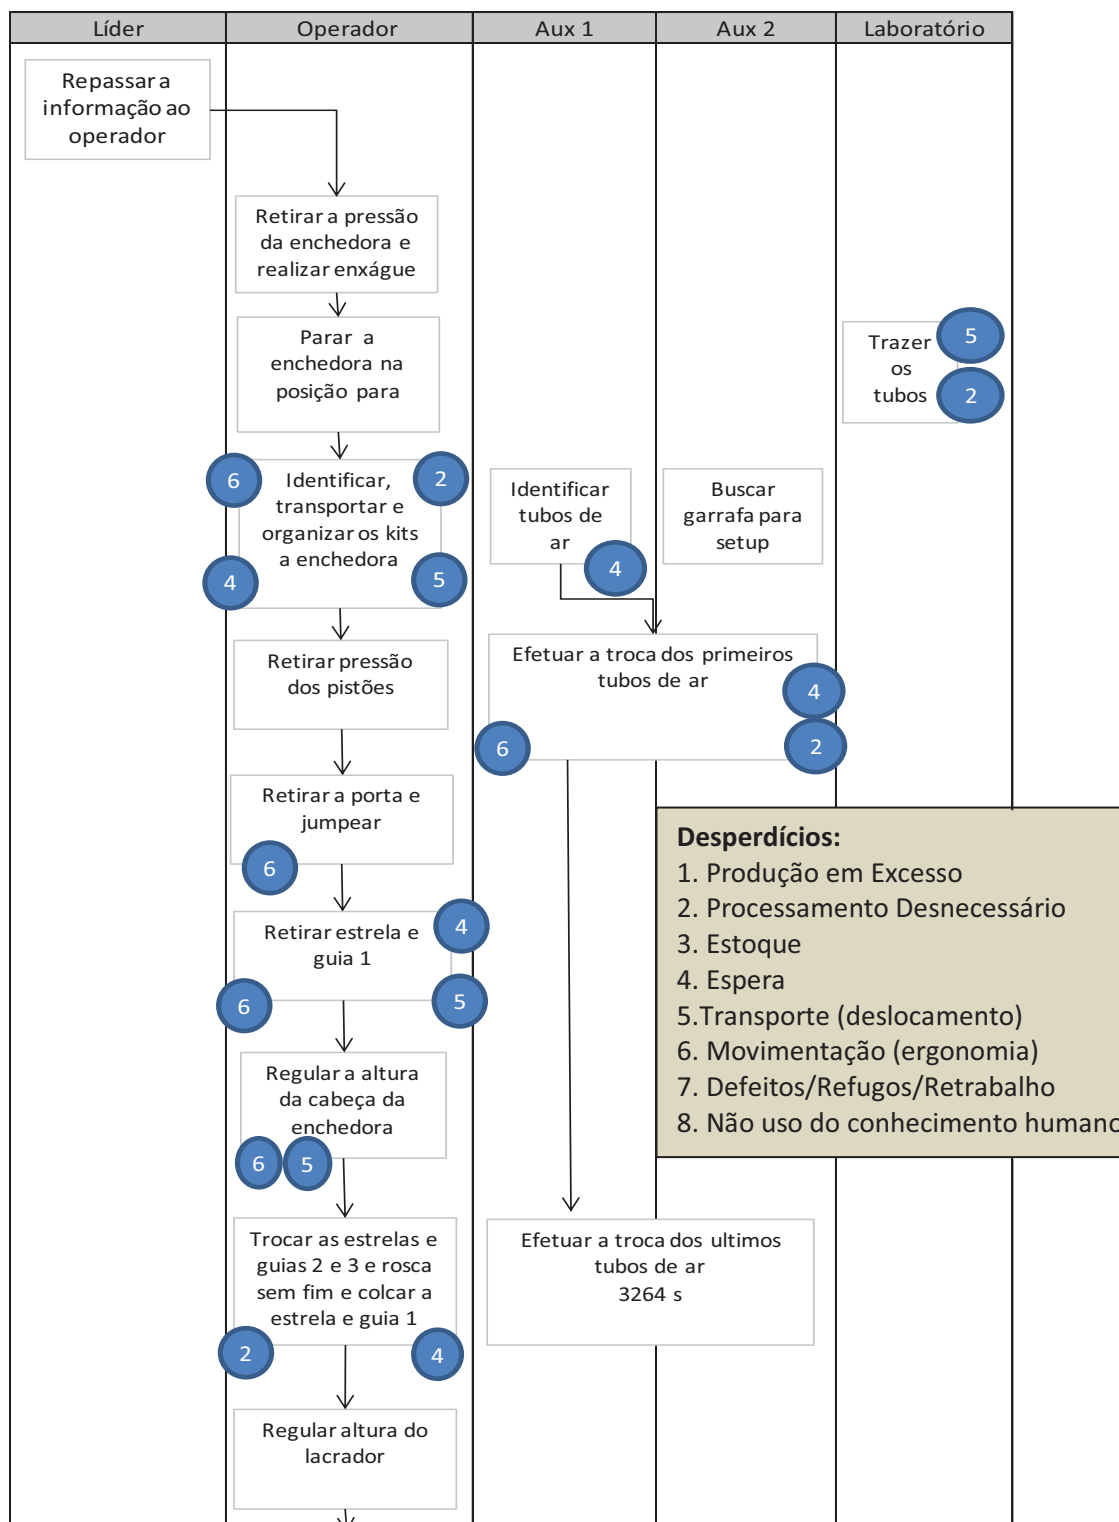 Líder
Operador
Aux 1
Aux 2
Laboratório
Repassar a
informação ao
operador
Retirar a pressão
da enchedora e
realizar enxágue
Parar a
enchedora na
posição para
Trazer
os
tubos
5
2
6
2
Identificar,
transportar e
organizar os kits
a enchedora
4
5
Identificar
tubos de
ar
4
Buscar
garrafa para
setup
Retirar pressão
dos pistões
Efetuar a troca dos primeiros
tubos de ar
4
6
2
Retirar a porta e
jumpear
6
Retirar estrela e
guia 1
4
6
5
Regular a altura
da cabeça da
enchedora
6
5
Desperdícios:
1. Produção em Excesso
2. Processamento Desnecessário
3. Estoque
4. Espera
5.Transporte (deslocamento)
6. Movimentação (ergonomia)
7. Defeitos/Refugos/Retrabalho
8. Não uso do conhecimento humano
Trocar as estrelas e
guias 2 e 3 e rosca
sem fim e colcar a
estrela e guia 1
2
4
Efetuar a troca dos ultimos
tubos de ar
3264 s
Regular altura do
lacrador